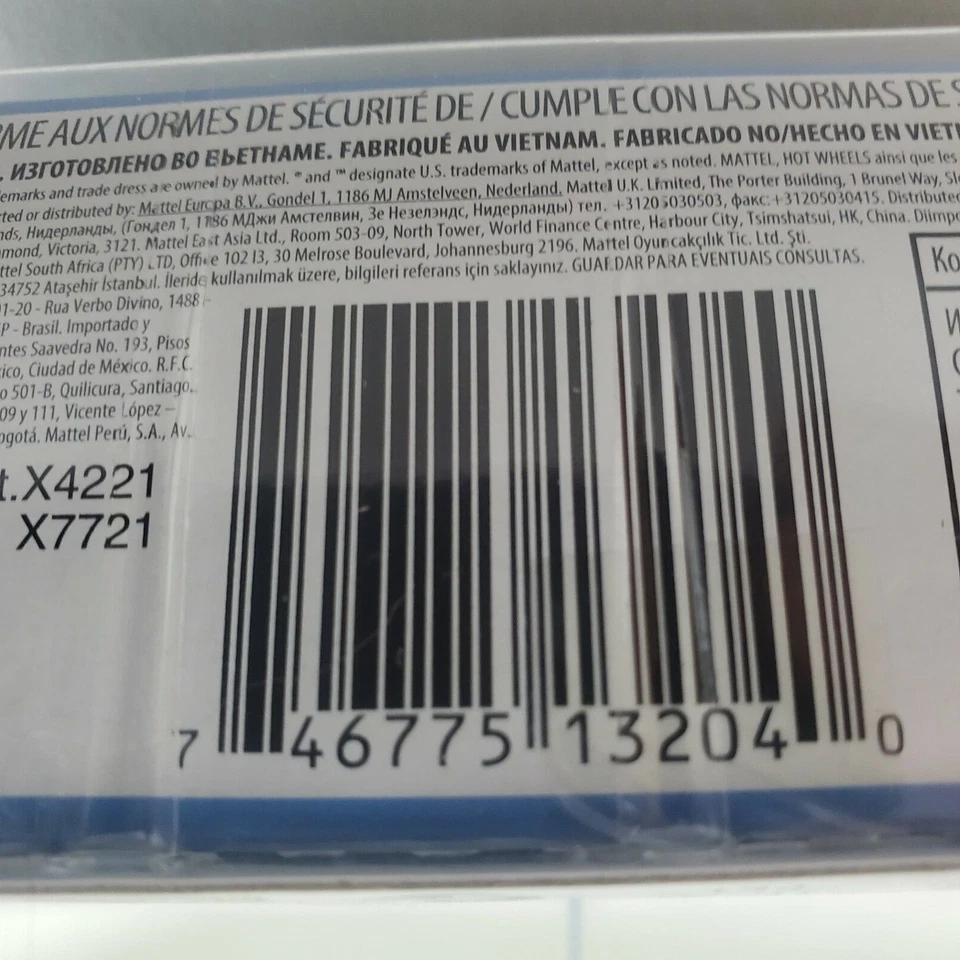 RME AUX NORMES DE SÉCURITÉ DE / CUMPLE CON LAS NORMAS DE S
. ИЗГОТОВЛЕНО ВО ВЬЕТНАМЕ. FABRIQUÉ AU VIETNAM. FABRICADO NO/HECHO EN VIET
emarks and trade dress are owned by Mattel. ® and ™ designate U.S. trademarks of Mattel, except as noted. MATTEL, HOT WHEELS ainsi que les
rted or distributed by: Mattel Europa B.V., Gondel 1, 1186 MJ Amstelveen, Nederland. Mattel U.K. Limited, The Porter Building, 1 Brunel Way, Slo
nds, Нидерланды, (Гондел 1, 1186 МДжи Амстелвин, Зе Незелэндс, Нидерланды) тел. +31205030503, факс:+31205030415. Distributed
mond, Victoria, 3121. Mattel East Asia Ltd., Room 503-09, North Tower, World Finance Centre, Harbour City, Tsimshatsui, HK, China. Diimpo
ttel South Africa (PTY) LTD, Office 102 I3, 30 Melrose Boulevard, Johannesburg 2196. Mattel Oyuncakçılık Tic. Ltd. Şti.
34752 Ataşehir İstanbul. İleride kullanılmak üzere, bilgileri referans için saklayınız. GUARDAR PARA EVENTUAIS CONSULTAS.
1-20 - Rua Verbo Divino, 1488 -
P - Brasil. Importado y
ntes Saavedra No. 193, Pisos
ico, Ciudad de México. R.F.C.
o 501-B, Quilicura, Santiago.
09 y 111, Vicente López –
ogotá. Mattel Perú, S.A., Av.
t.X4221
X7721
Ko
7 46775 13204 0